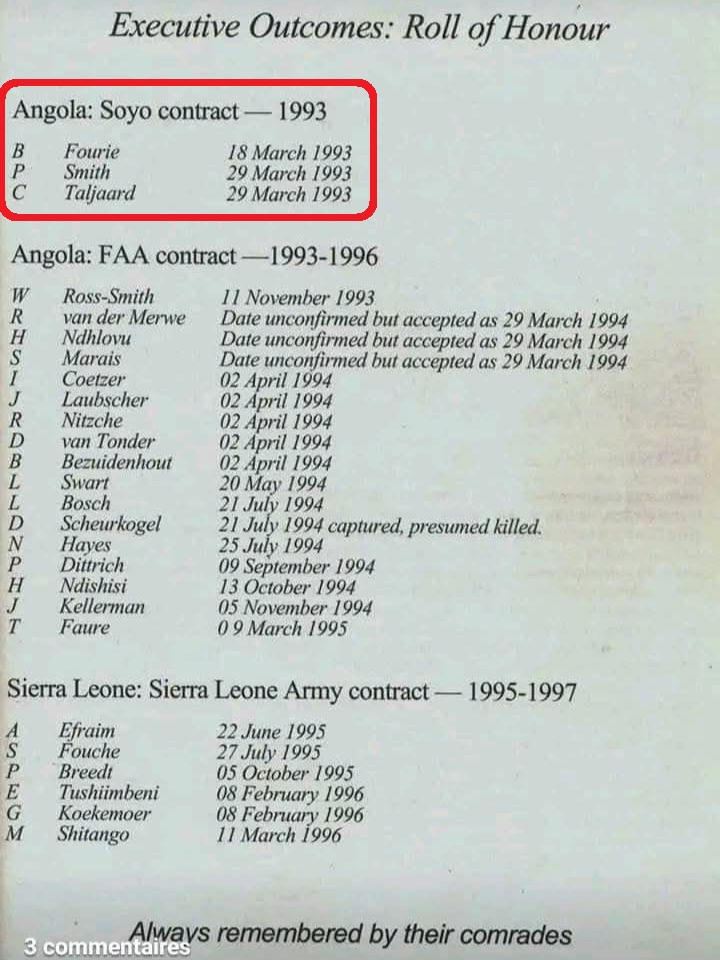 Executive Outcomes: Roll of Honour
Angola: Soyo contract — 1993
B Fourie 18 March 1993
P Smith 29 March 1993
C Taljaard 29 March 1993
Angola: FAA contract —1993-1996
W Ross-Smith 11 November 1993
R van der Merwe Date unconfirmed but accepted as 29 March 1994
H Ndhlovu Date unconfirmed but accepted as 29 March 1994
S Marais Date unconfirmed but accepted as 29 March 1994
I Coetzer 02 April 1994
J Laubscher 02 April 1994
R Nitzche 02 April 1994
D van Tonder 02 April 1994
B Bezuidenhout 02 April 1994
L Swart 20 May 1994
L Bosch 21 July 1994
D Scheurkogel 21 July 1994 captured, presumed killed.
N Hayes 25 July 1994
P Dittrich 09 September 1994
H Ndishisi 13 October 1994
J Kellerman 05 November 1994
T Faure 0 9 March 1995
Sierra Leone: Sierra Leone Army contract — 1995-1997
A Efraim 22 June 1995
S Fouche 27 July 1995
P Breedt 05 October 1995
E Tushiimbeni 08 February 1996
G Koekemoer 08 February 1996
M Shitango 11 March 1996
Always remembered by their comrades
3 commentaires